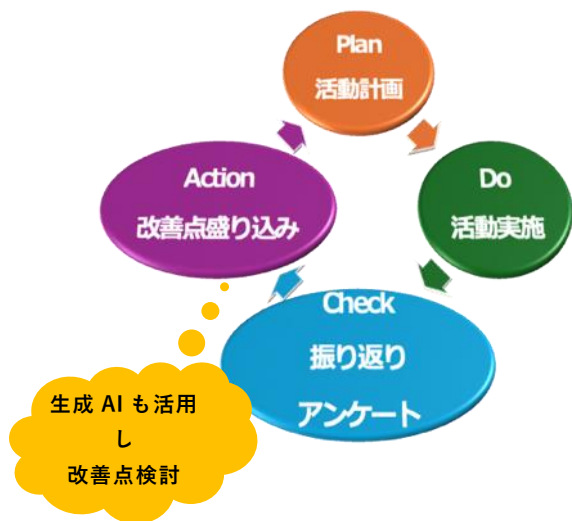 Plan
活動計画
Do
活動実施
Check
振り返り
アンケート
Action
改善点盛り込み
生成 AI も活用
し
改善点検討